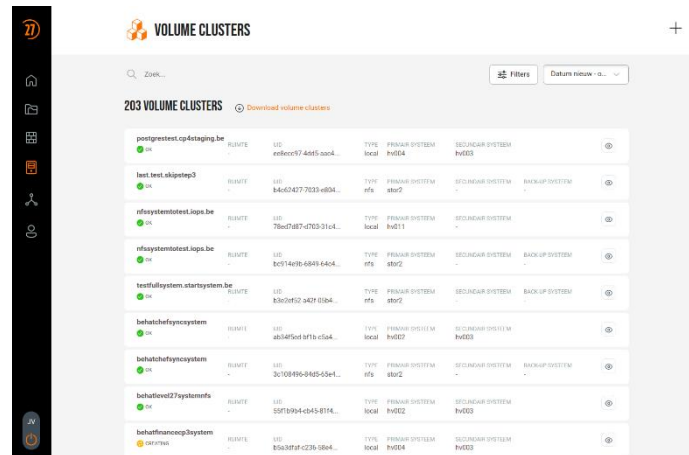 27
VOLUME CLUSTERS
Zoek...
Filters
Datum nieuw - o...
203 VOLUME CLUSTERS
Download volume clusters
postgrestest.cp4staging.be
OK
RUIMTE UID TYPE PRIMAIR SYSTEEM SECUNDAIR SYSTEEM
- local hv004 hv003
last.test.skipstep3
OK
RUIMTE UID TYPE PRIMAIR SYSTEEM SECUNDAIR SYSTEEM BACK-UP SYSTEEM
- b4c62427-7033-e804... nfs stor2 - -
nfssystemtotest.iops.be
OK
RUIMTE UID TYPE PRIMAIR SYSTEEM SECUNDAIR SYSTEEM
- 78ed7d87-d703-31c4... local hv011 -
nfssystemtotest.iops.be
OK
RUIMTE UID TYPE PRIMAIR SYSTEEM SECUNDAIR SYSTEEM BACK-UP SYSTEEM
- bc914e9b-6849-64c4... nfs stor2 - -
testfullsystem.startsystem.be
OK
RUIMTE UID TYPE PRIMAIR SYSTEEM SECUNDAIR SYSTEEM BACK-UP SYSTEEM
- b3e2ef52-a42f-05b4... nfs stor2 - -
behatchefsyncsystem
OK
RUIMTE UID TYPE PRIMAIR SYSTEEM SECUNDAIR SYSTEEM
- ab34f5ed-bf1b-c5a4... local hv002 hv003
behatchefsyncsystem
OK
RUIMTE UID TYPE PRIMAIR SYSTEEM SECUNDAIR SYSTEEM BACK-UP SYSTEEM
- 3c108496-84d5-65e4... nfs stor2 - -
behatlevel27systemnfs
OK
RUIMTE UID TYPE PRIMAIR SYSTEEM SECUNDAIR SYSTEEM
- 55f1b9b4-cb45-81f4... local hv002 hv003
behatfinancecp3system
RUIMTE UID TYPE PRIMAIR SYSTEEM SECUNDAIR SYSTEEM
- b5a3dfaf-c236-58e4... local hv004 hv003
JV